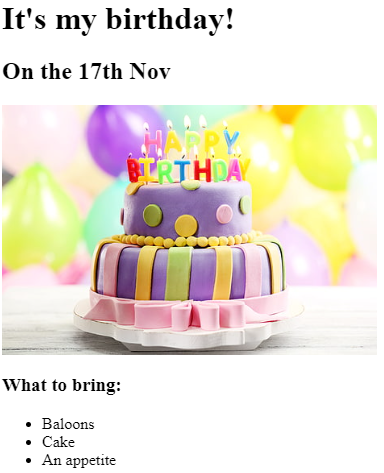 It's my birthday!
On the 17th Nov
HAPPY
BIRTHDAY
What to bring:
Baloons
Cake
An appetite